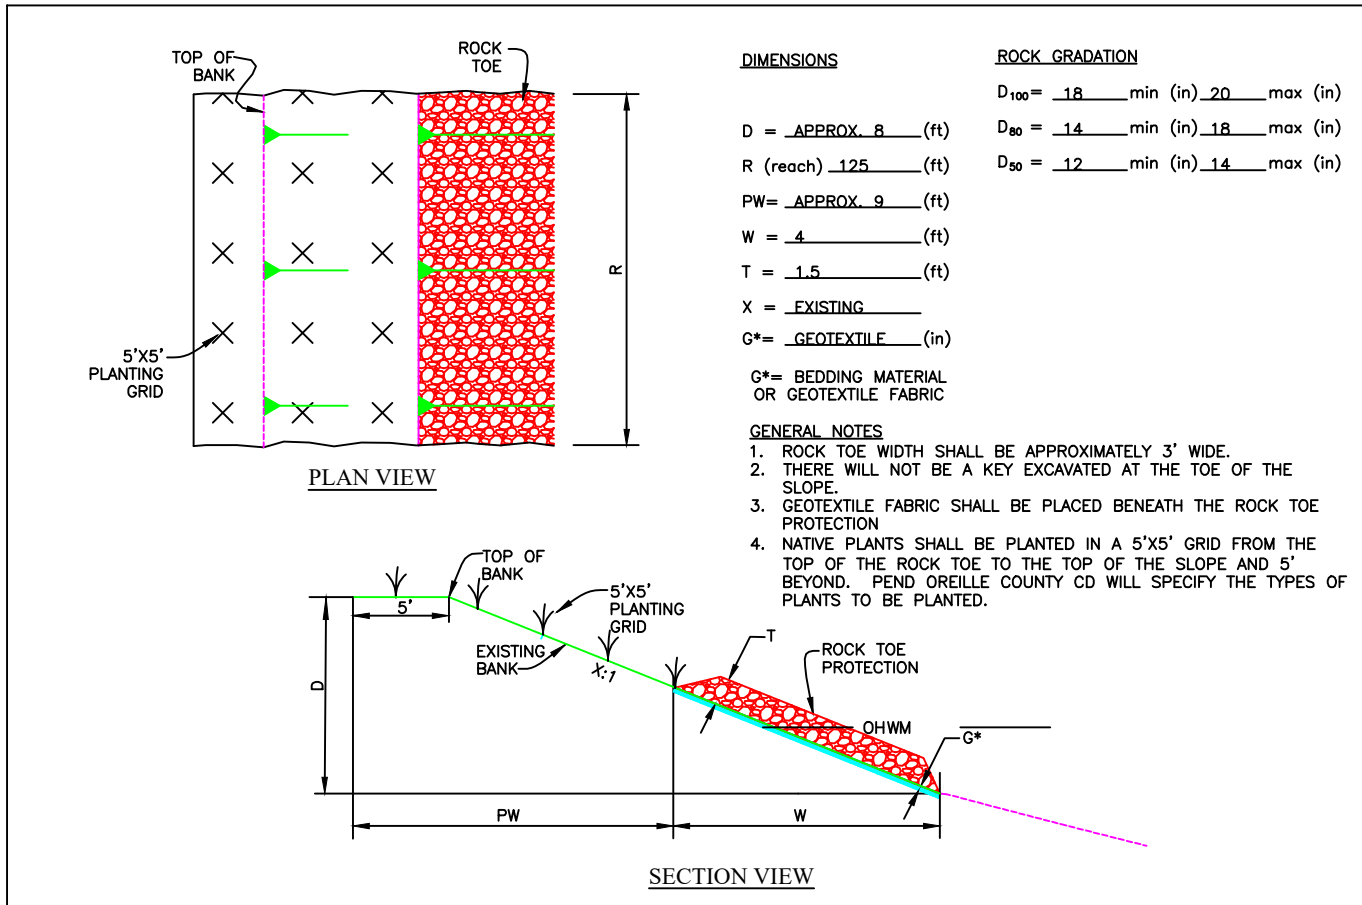 TOP OF
BANK
ROCK
TOE
R
5'X5'
PLANTING
GRID
PLAN VIEW
DIMENSIONS
D = APPROX. 8 (ft)
R (reach) 125 (ft)
PW= APPROX. 9 (ft)
W = 4 (ft)
T = 1.5 (ft)
X = EXISTING
G*= GEOTEXTILE (in)
G*= BEDDING MATERIAL
OR GEOTEXTILE FABRIC
ROCK GRADATION
D100= 18 min (in) 20 max (in)
D80 = 14 min (in) 18 max (in)
D50 = 12 min (in) 14 max (in)
GENERAL NOTES
1. ROCK TOE WIDTH SHALL BE APPROXIMATELY 3' WIDE.
2. THERE WILL NOT BE A KEY EXCAVATED AT THE TOE OF THE
SLOPE.
3. GEOTEXTILE FABRIC SHALL BE PLACED BENEATH THE ROCK TOE
PROTECTION
4. NATIVE PLANTS SHALL BE PLANTED IN A 5'X5' GRID FROM THE
TOP OF THE ROCK TOE TO THE TOP OF THE SLOPE AND 5'
BEYOND. PEND OREILLE COUNTY CD WILL SPECIFY THE TYPES OF
PLANTS TO BE PLANTED.
TOP OF
BANK
5'
5'X5'
PLANTING
GRID
EXISTING
BANK
X:1
T
ROCK TOE
PROTECTION
D
OHWM
G*
PW
W
SECTION VIEW